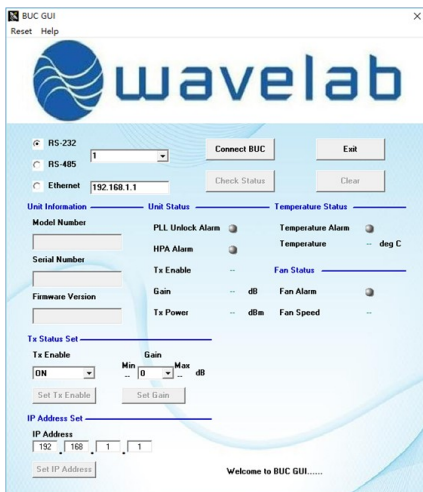 BUC GUI
Reset Help
wavelab
RS-232
1
Connect BUC
Exit
RS-485
Check Status
Clear
Ethernet
192.168.1.1
Unit Information
Unit Status
Temperature Status
Model Number
PLL Unlock Alarm
Temperature Alarm
HPA Alarm
Temperature -- deg C
Serial Number
Tx Enable --
Fan Status
Gain -- dB
Fan Alarm
Firmware Version
Tx Power -- dBm
Fan Speed --
Tx Status Set
Tx Enable
Gain
ON
Min -- 0 Max -- dB
Set Tx Enable
Set Gain
IP Address Set
IP Address
192 . 168 . 1 . 1
Set IP Address
Welcome to BUC GUI......